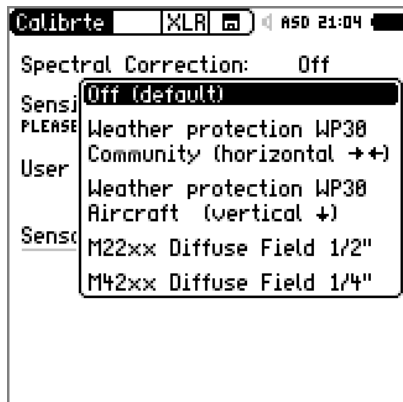 Calibrte XLR ASD 21:04
Spectral Correction: Off
Off (default)
Sensi
PLEASE
Weather protection WP30
Community (horizontal →←)
User
Weather protection WP30
Aircraft (vertical ↓)
Senso
M22xx Diffuse Field 1/2"
M42xx Diffuse Field 1/4"